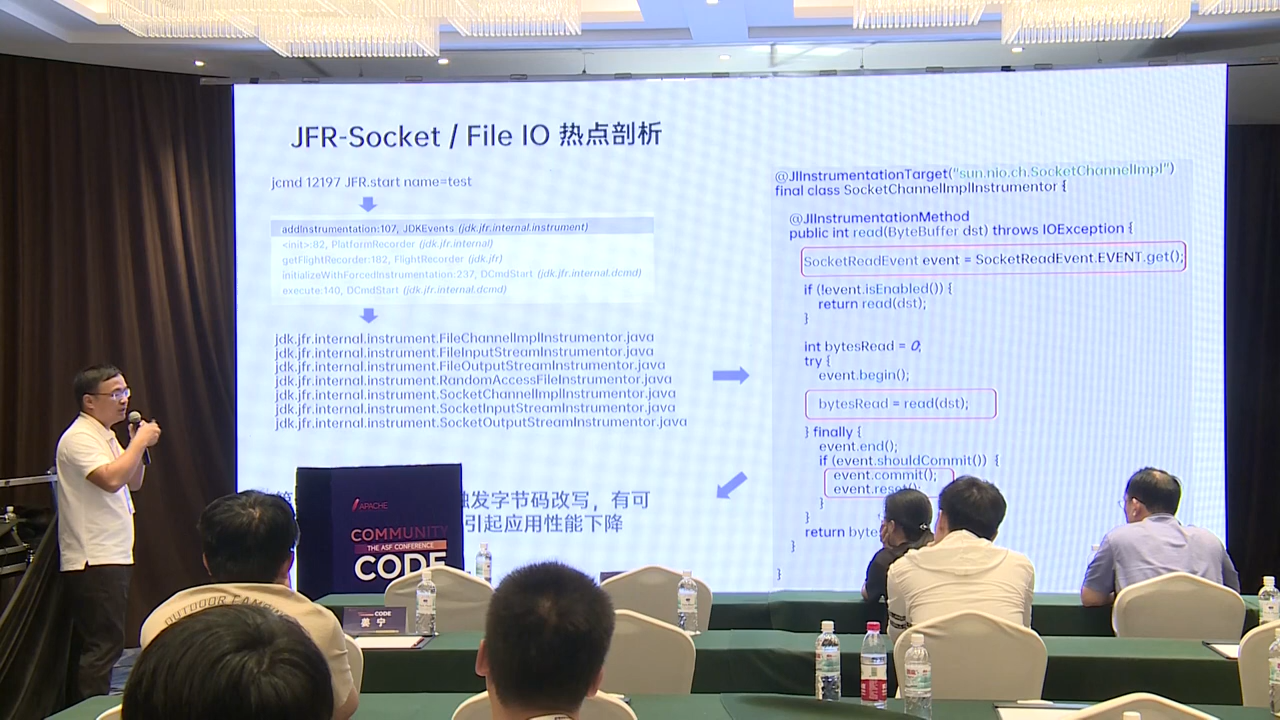 JFR-Socket / File IO 热点剖析
jcmd 12197 JFR.start name=test
addInstrumentation:107, JDKEvents (jdk.jfr.internal.instrument)
<init>:82, PlatformRecorder (jdk.jfr.internal)
getFlightRecorder:182, FlightRecorder (jdk.jfr)
initializeWithForcedInstrumentation:237, DCmdStart (jdk.jfr.internal.dcmd)
execute:140, DCmdStart (jdk.jfr.internal.dcmd)
jdk.jfr.internal.instrument.FileChannelImplInstrumentor.java
jdk.jfr.internal.instrument.FileInputStreamInstrumentor.java
jdk.jfr.internal.instrument.FileOutputStreamInstrumentor.java
jdk.jfr.internal.instrument.RandomAccessFileInstrumentor.java
jdk.jfr.internal.instrument.SocketChannelImplInstrumentor.java
jdk.jfr.internal.instrument.SocketInputStreamInstrumentor.java
jdk.jfr.internal.instrument.SocketOutputStreamInstrumentor.java
@JIInstrumentationTarget("sun.nio.ch.SocketChannelImpl")
final class SocketChannelImplInstrumentor {
@JIInstrumentationMethod
public int read(ByteBuffer dst) throws IOException {
SocketReadEvent event = SocketReadEvent.EVENT.get();
if (!event.isEnabled()) {
return read(dst);
}
int bytesRead = 0;
try {
event.begin();
bytesRead = read(dst);
} finally {
event.end();
if (event.shouldCommit()) {
event.commit();
event.reset();
}
}
return byte
}
}
触发字节码改写，有可
引起应用性能下降
APACHE
COMMUNITY
THE ASF CONFERENCE
CODE
CODE
姜宁
OUTDOOR